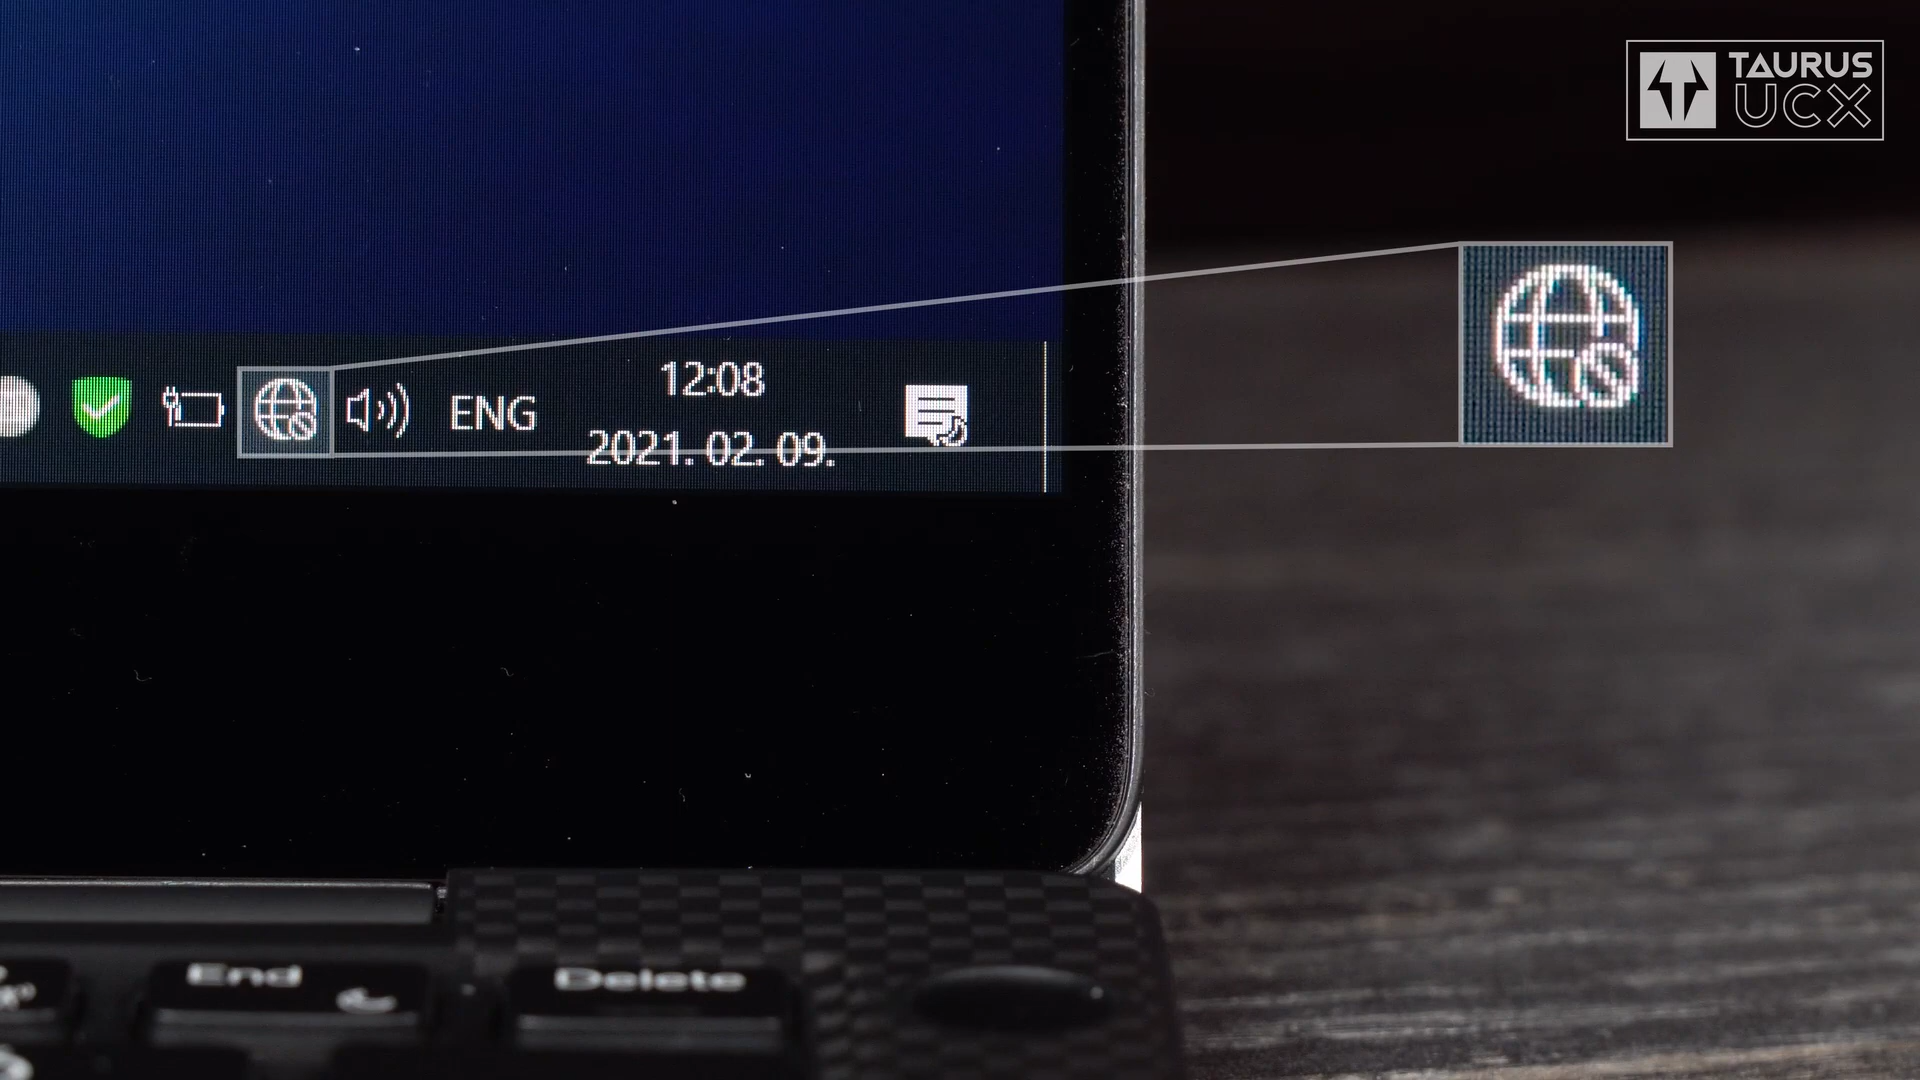 TAURUS
UCX
ENG
12:08
2021. 02. 09.
End
Delete